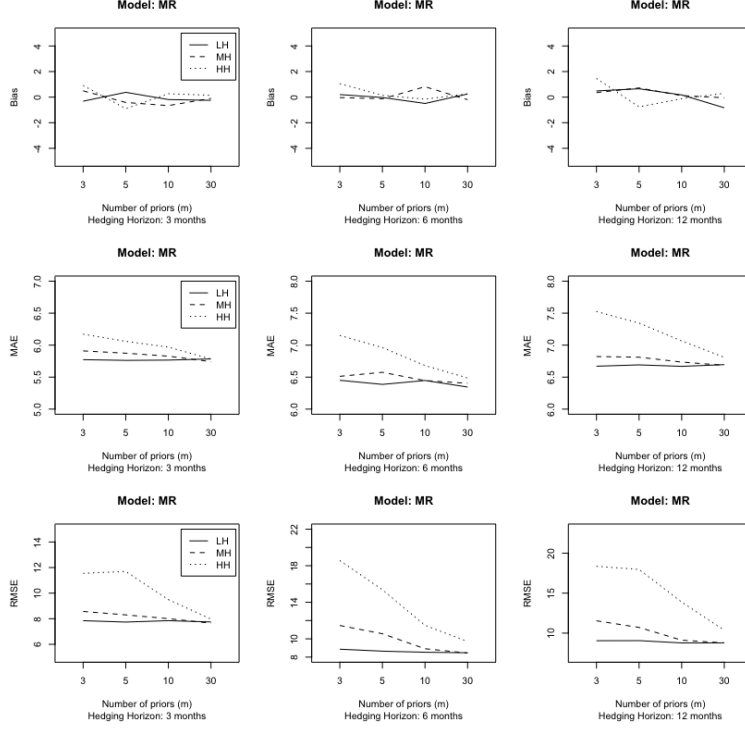 Model: MR
Bias
4
2
0
-2
-4
LH
MH
HH
3 5 10 30
Number of priors (m)
Hedging Horizon: 3 months
Model: MR
Bias
4
2
0
-2
-4
3 5 10 30
Number of priors (m)
Hedging Horizon: 6 months
Model: MR
Bias
4
2
0
-2
-4
3 5 10 30
Number of priors (m)
Hedging Horizon: 12 months
Model: MR
MAE
7.0
6.5
6.0
5.5
5.0
LH
MH
HH
3 5 10 30
Number of priors (m)
Hedging Horizon: 3 months
Model: MR
MAE
8.0
7.5
7.0
6.5
6.0
3 5 10 30
Number of priors (m)
Hedging Horizon: 6 months
Model: MR
MAE
8.0
7.5
7.0
6.5
6.0
3 5 10 30
Number of priors (m)
Hedging Horizon: 12 months
Model: MR
RMSE
14
12
10
8
6
LH
MH
HH
3 5 10 30
Number of priors (m)
Hedging Horizon: 3 months
Model: MR
RMSE
22
18
14
10
8
3 5 10 30
Number of priors (m)
Hedging Horizon: 6 months
Model: MR
RMSE
20
15
10
3 5 10 30
Number of priors (m)
Hedging Horizon: 12 months